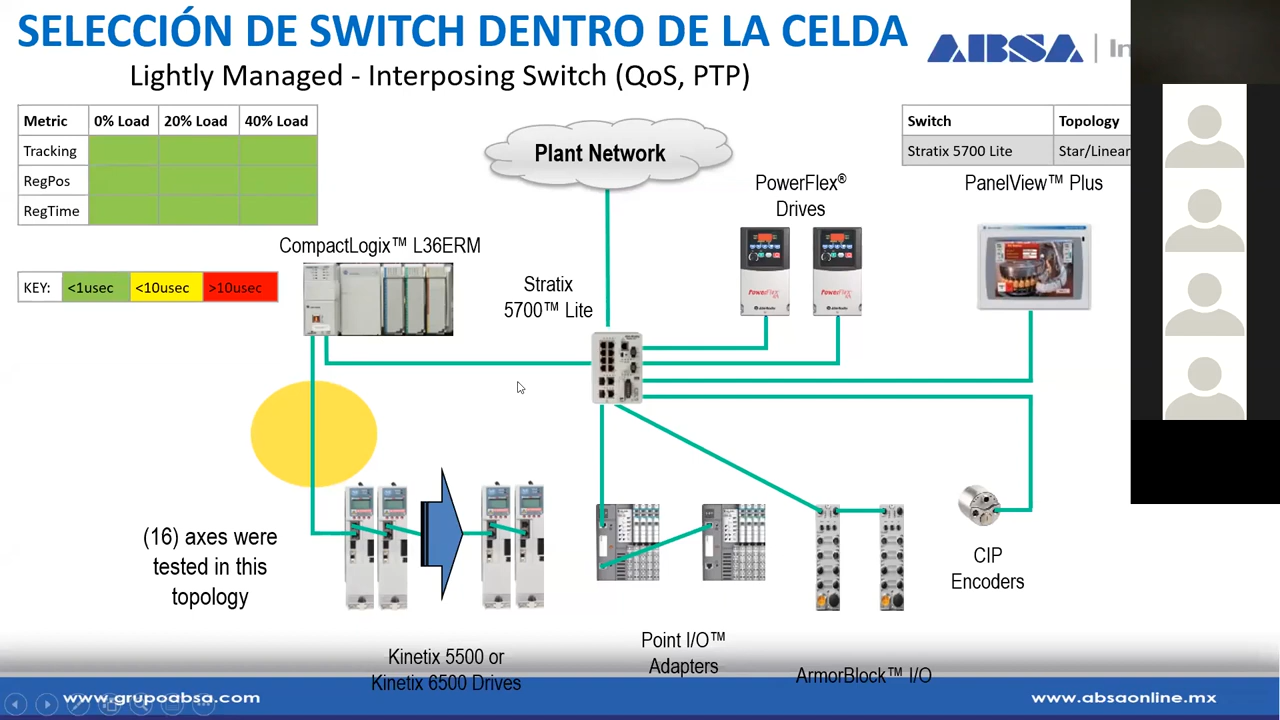 SELECCIÓN DE SWITCH DENTRO DE LA CELDA
ABSA | In
Lightly Managed - Interposing Switch (QoS, PTP)
Metric 0% Load 20% Load 40% Load
Tracking
RegPos
RegTime
KEY: <1usec <10usec >10usec
Switch Topology
Stratix 5700 Lite Star/Linear
Plant Network
PowerFlex®
Drives
PanelView™ Plus
CompactLogix™ L36ERM
Stratix
5700™ Lite
(16) axes were
tested in this
topology
CIP
Encoders
Kinetix 5500 or
Kinetix 6500 Drives
Point I/O™
Adapters
ArmorBlock™ I/O
www.grupoabsa.com
www.absaonline.mx